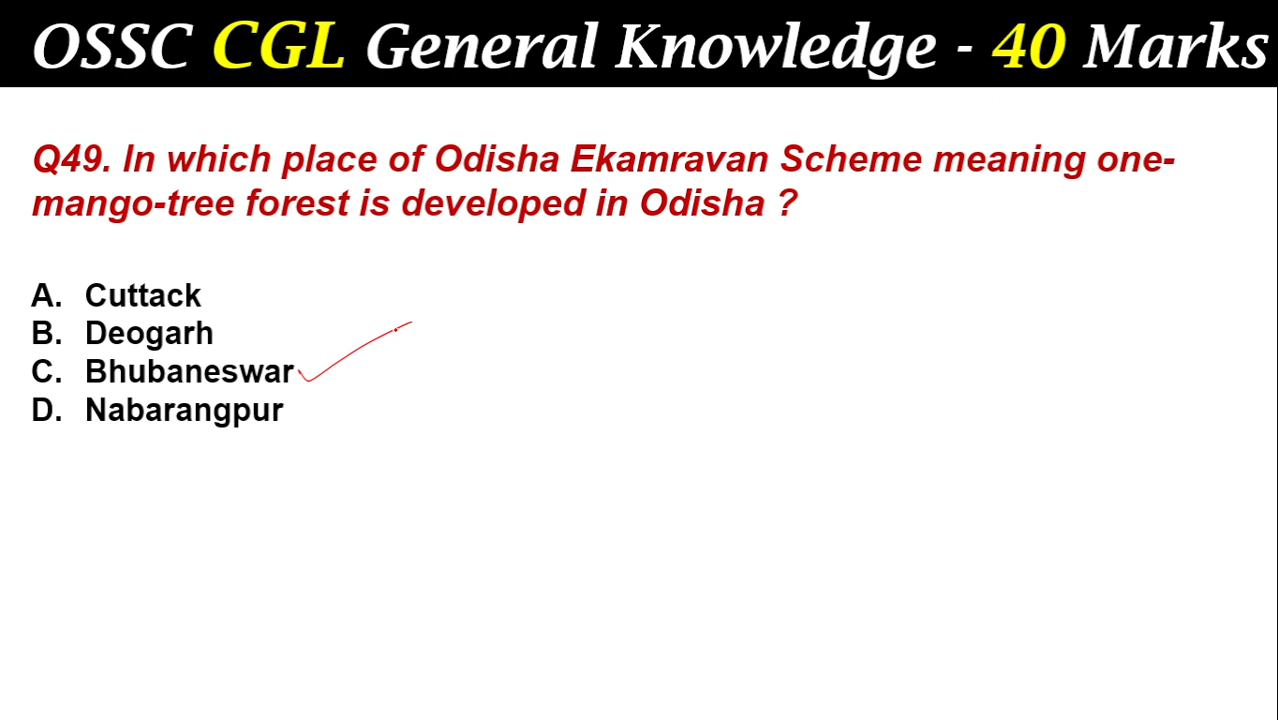 OSSC CGL General Knowledge - 40 Marks
Q49. In which place of Odisha Ekamravan Scheme meaning one-
mango-tree forest is developed in Odisha ?
A. Cuttack
B. Deogarh
C. Bhubaneswar
D. Nabarangpur